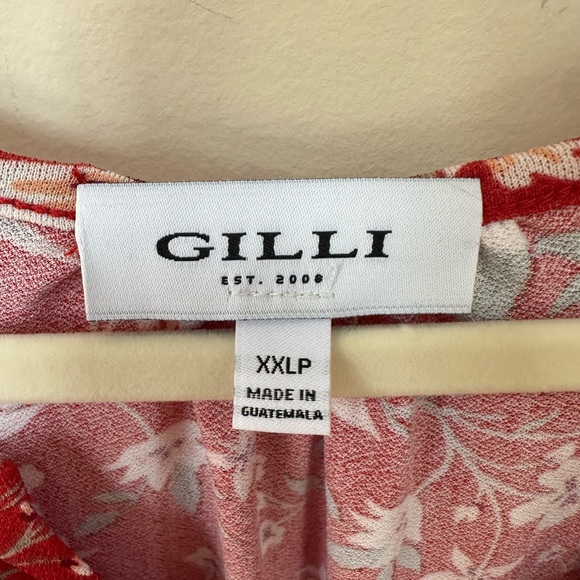 GILLI
EST. 2008
XXLP
MADE IN
GUATEMALA